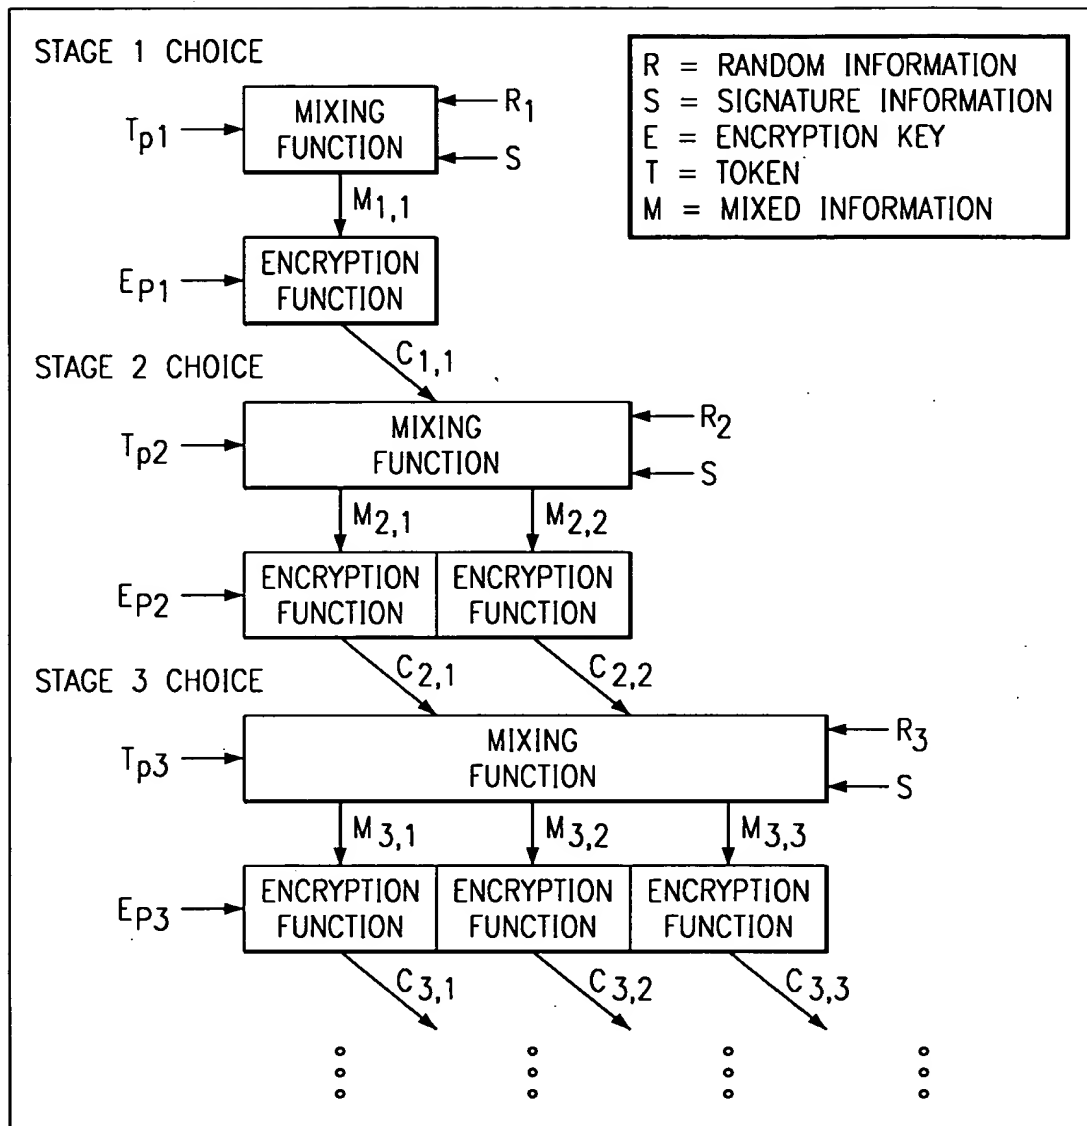 STAGE 1 CHOICE
R = RANDOM INFORMATION
S = SIGNATURE INFORMATION
E = ENCRYPTION KEY
T = TOKEN
M = MIXED INFORMATION
Tp1
MIXING
FUNCTION
R1
S
M1,1
EP1
ENCRYPTION
FUNCTION
C1,1
STAGE 2 CHOICE
Tp2
MIXING
FUNCTION
R2
S
M2,1 M2,2
EP2
ENCRYPTION ENCRYPTION
FUNCTION FUNCTION
C2,1 C2,2
STAGE 3 CHOICE
Tp3
MIXING
FUNCTION
R3
S
M3,1 M3,2 M3,3
EP3
ENCRYPTION ENCRYPTION ENCRYPTION
FUNCTION FUNCTION FUNCTION
C3,1 C3,2 C3,3